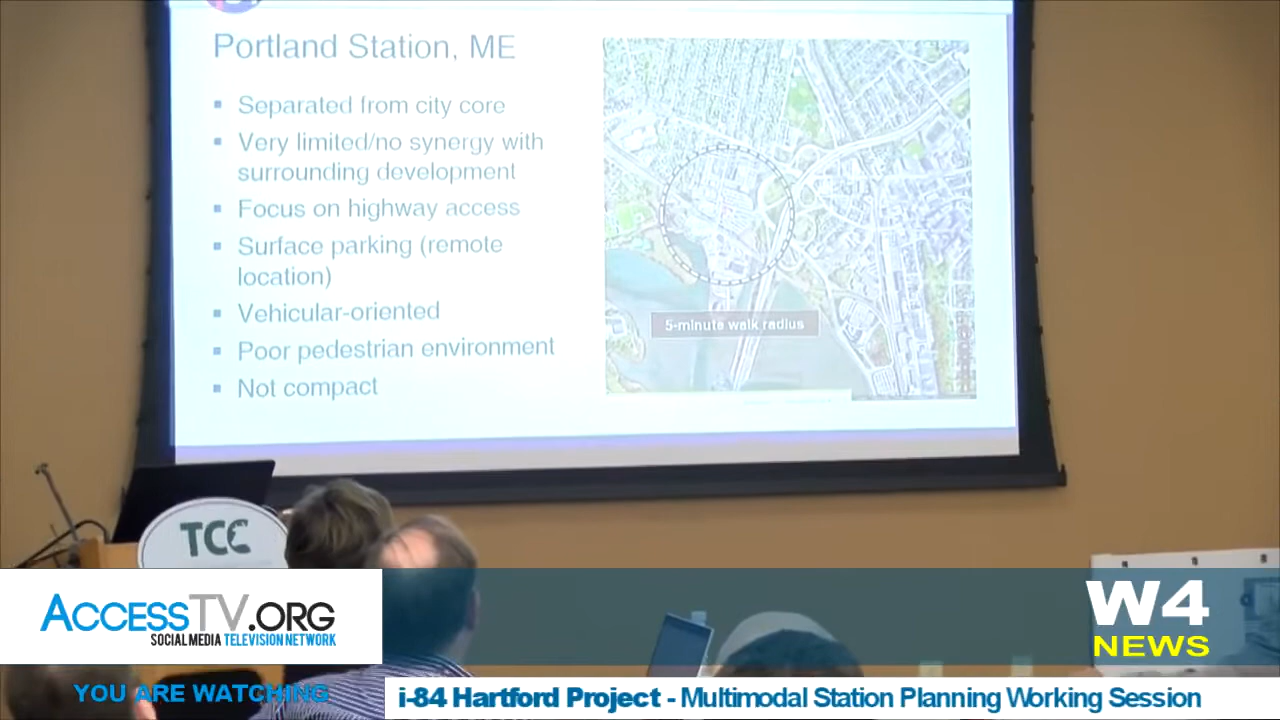 Portland Station, ME
Separated from city core
Very limited/no synergy with
surrounding development
Focus on highway access
Surface parking (remote
location)
Vehicular-oriented
Poor pedestrian environment
Not compact
5-minute walk radius
TCC
ACCESSTV.ORG
SOCIAL MEDIA TELEVISION NETWORK
W4
NEWS
YOU ARE WATCHING
i-84 Hartford Project - Multimodal Station Planning Working Session